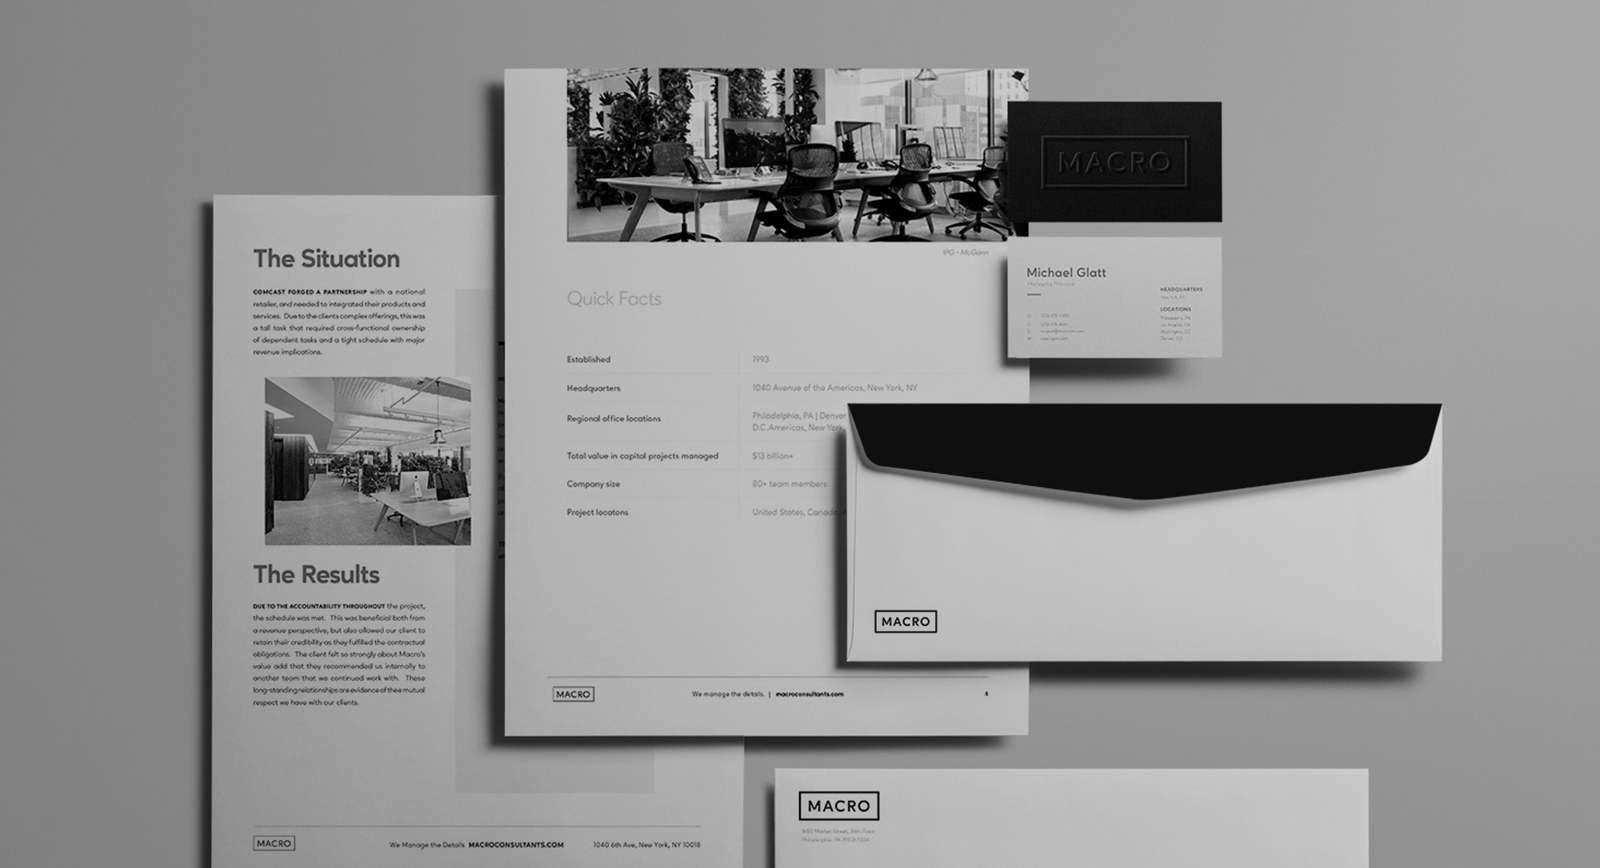 The Situation
COMCAST FORGED A PARTNERSHIP with a national
retailer, and needed to integrated their products and
services. Due to the clients complex offerings, this was
a tall task that required cross-functional ownership
of dependent tasks and a tight schedule with major
revenue implications.
The Results
DUE TO THE ACCOUNTABILITY THROUGHOUT the project,
the schedule was met. This was beneficial both from
a revenue perspective, but also allowed our client to
retain their credibility as they fulfilled the contractual
obligations. The client felt so strongly about Macro's
value add that they recommended us internally to
another team that we continued work with. These
long-standing relationships are evidence of thee mutual
respect we have with our clients.
MACRO
We Manage the Details MACROCONSULTANTS.COM
1040 6th Ave, New York, NY 10018
IPG - McGann
Quick Facts
Established 1993
Headquarters 1040 Avenue of the Americas, New York, NY
Regional office locations Philadelphia, PA | Denver
D.C.Americas, New York,
Total value in capital projects managed $13 billion+
Company size 80+ team members
Project locatons United States, Canada,
MACRO
We manage the details. | macroconsultants.com
5
MACRO
Michael Glatt
Managing Principal
HEADQUARTERS
New York, NY
LOCATIONS
Philadelphia, PA
Los Angeles, CA
Washington, DC
Denver, CO
MACRO
MACRO
1650 Market Street, 36th Floor
Philadelphia, PA 19103-7334